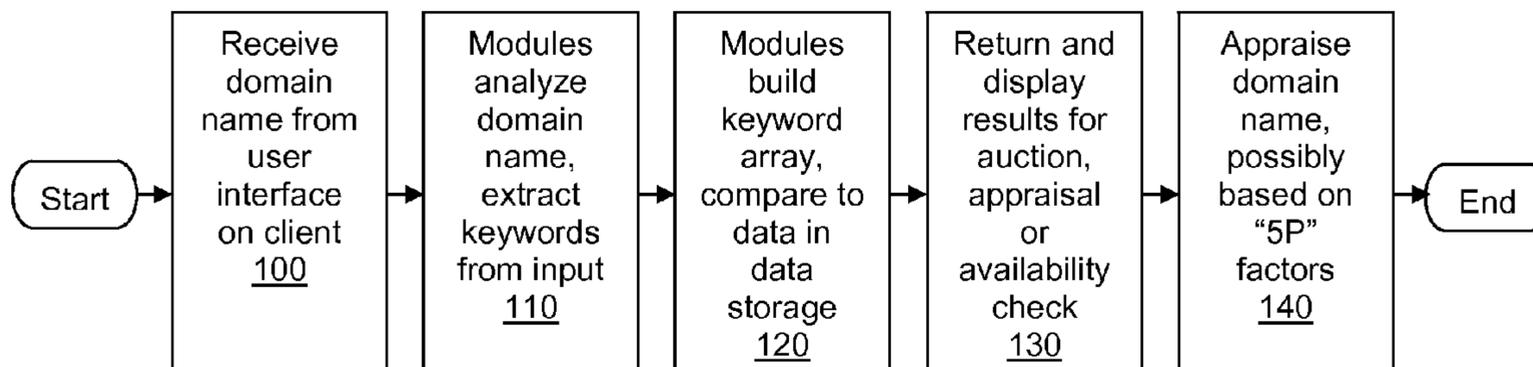 Start
Receive
domain
name from
user
interface
on client
100
Modules
analyze
domain
name,
extract
keywords
from input
110
Modules
build
keyword
array,
compare to
data in
data
storage
120
Return and
display
results for
auction,
appraisal
or
availability
check
130
Appraise
domain
name,
possibly
based on
“5P”
factors
140
End